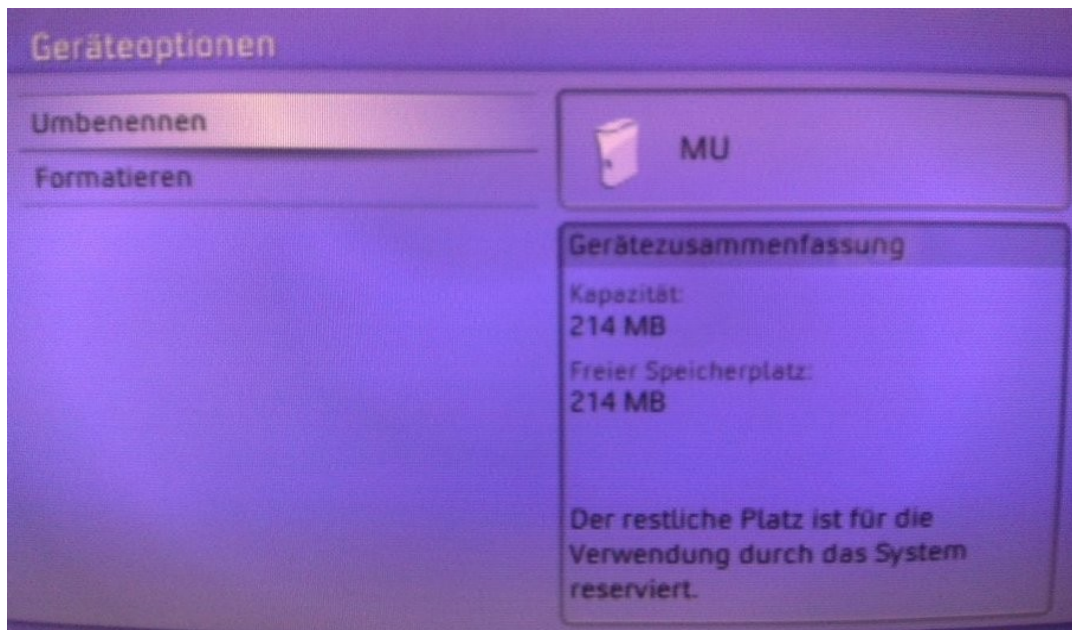 Geräteoptionen
Umbenennen
Formatieren
MU
Gerätezusammenfassung
Kapazität:
214 MB
Freier Speicherplatz:
214 MB
Der restliche Platz ist für die
Verwendung durch das System
reserviert.